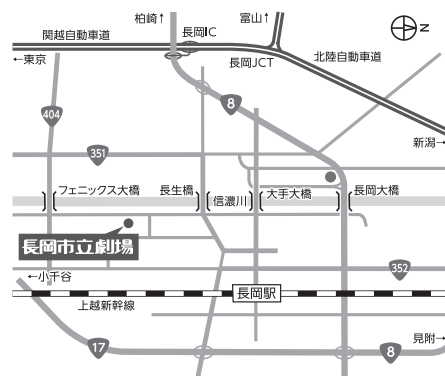 柏崎↑
富山↑
長岡IC
関越自動車道
N
←東京
長岡JCT
北陸自動車道
8
404
新潟→
351
フェニックス大橋
長生橋
信濃川
大手大橋
長岡大橋
長岡市立劇場
←小千谷
352
長岡駅
上越新幹線
見附→
17
8